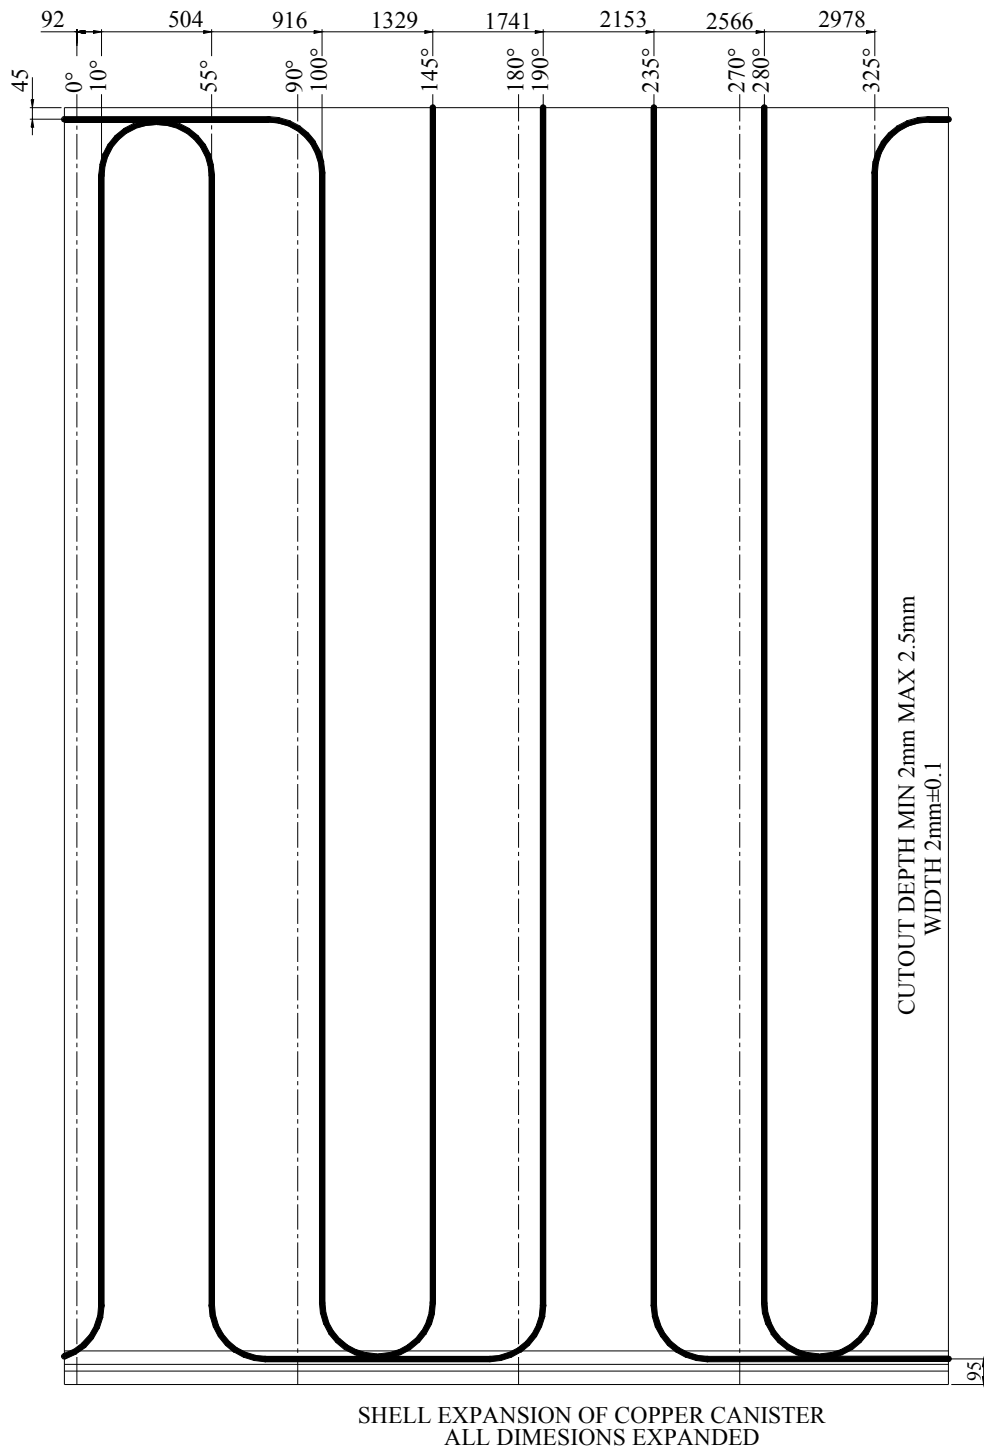 92 504 916 1329 1741 2153 2566 2978
45
0° 10° 55° 90° 100° 145° 180° 190° 235° 270° 280° 325°
CUTOUT DEPTH MIN 2mm MAX 2.5mm
WIDTH 2mm±0.1
95
SHELL EXPANSION OF COPPER CANISTER
ALL DIMESIONS EXPANDED